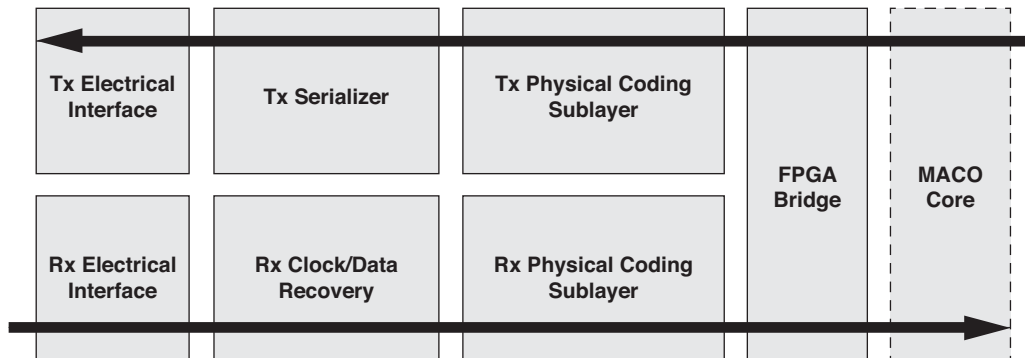 Tx Electrical
Interface
Tx Serializer
Tx Physical Coding
Sublayer
FPGA
Bridge
MACO
Core
Rx Electrical
Interface
Rx Clock/Data
Recovery
Rx Physical Coding
Sublayer